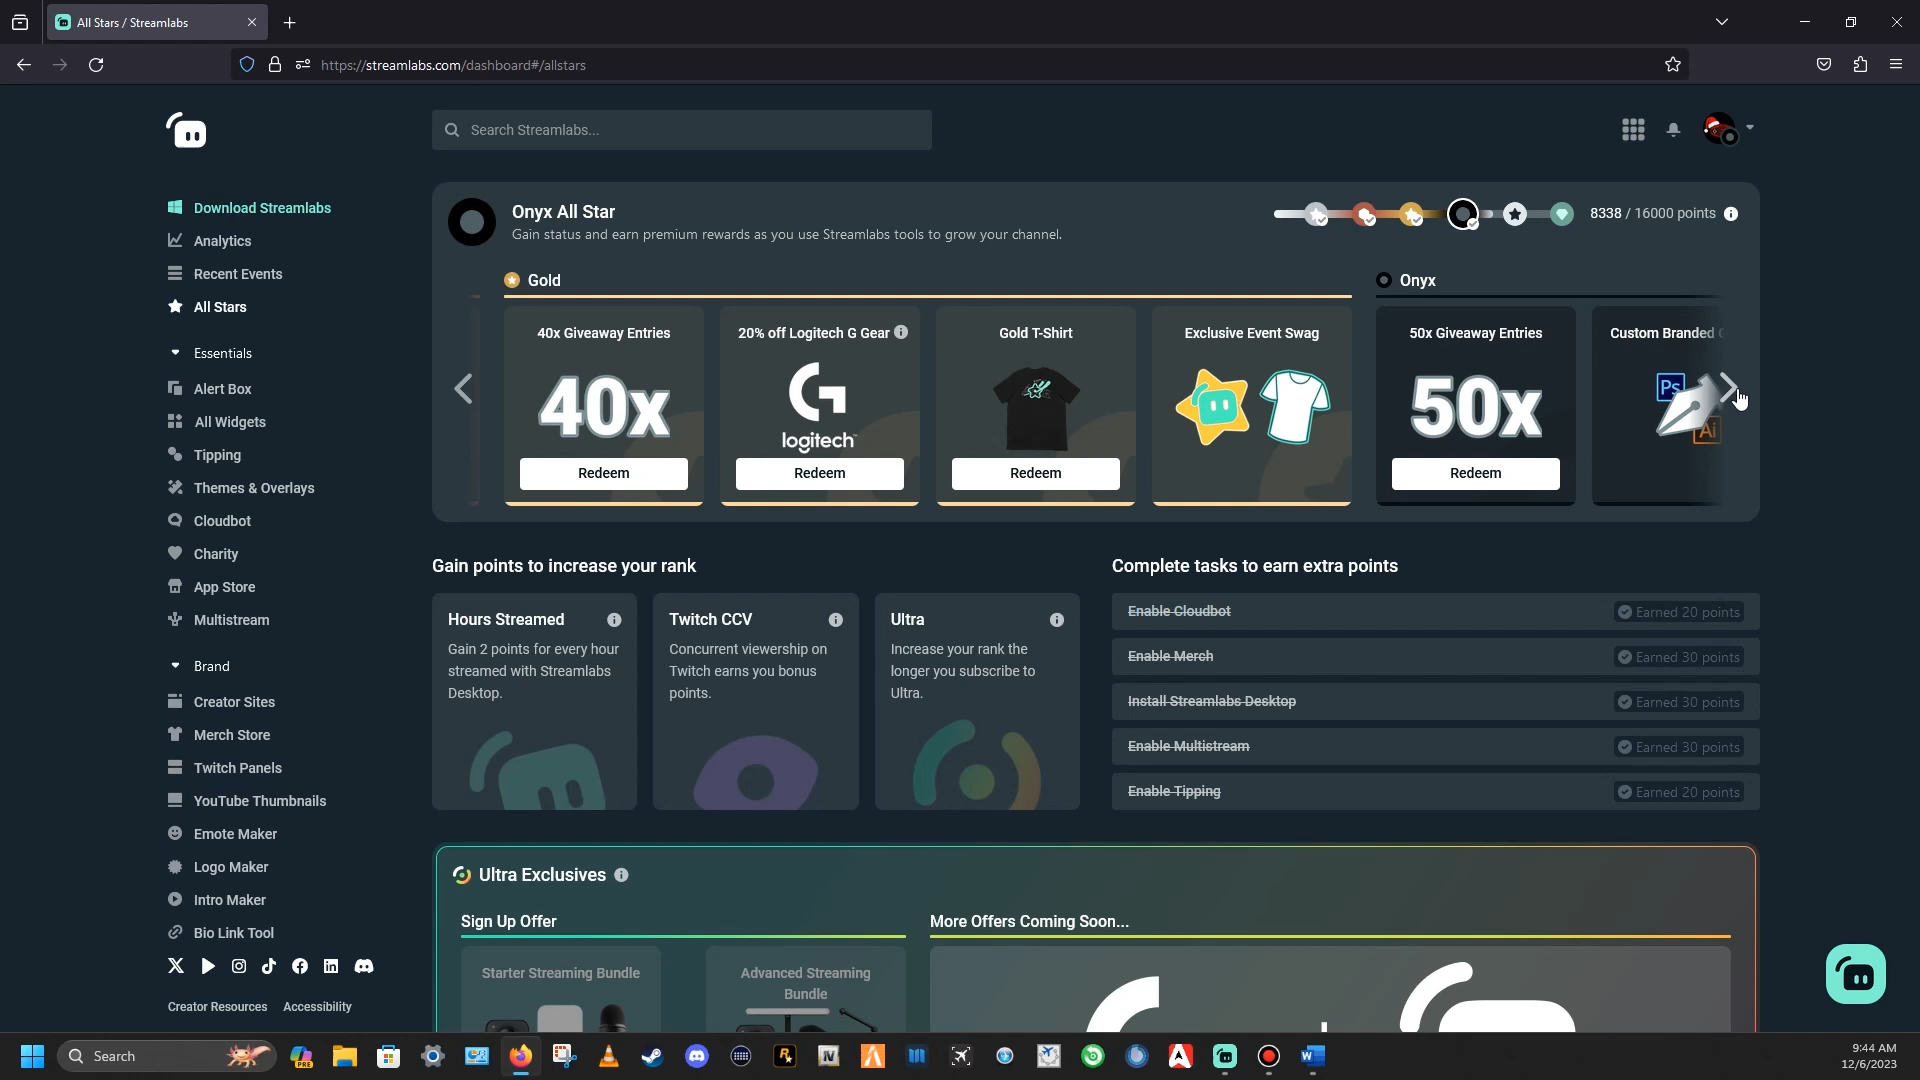 All Stars / Streamlabs
https://streamlabs.com/dashboard#/allstars
Search Streamlabs...
Download Streamlabs
Analytics
Recent Events
All Stars
Essentials
Alert Box
All Widgets
Tipping
Themes & Overlays
Cloudbot
Charity
App Store
Multistream
Brand
Creator Sites
Merch Store
Twitch Panels
YouTube Thumbnails
Emote Maker
Logo Maker
Intro Maker
Bio Link Tool
Creator Resources Accessibility
Onyx All Star
Gain status and earn premium rewards as you use Streamlabs tools to grow your channel.
8338 / 16000 points
Gold
40x Giveaway Entries
40x
Redeem
20% off Logitech G Gear
logitech
Redeem
Gold T-Shirt
Redeem
Exclusive Event Swag
Onyx
50x Giveaway Entries
50x
Redeem
Custom Branded
Ps
Ai
Gain points to increase your rank
Hours Streamed
Gain 2 points for every hour
streamed with Streamlabs
Desktop.
Twitch CCV
Concurrent viewership on
Twitch earns you bonus
points.
Ultra
Increase your rank the
longer you subscribe to
Ultra.
Complete tasks to earn extra points
Enable Cloudbot Earned 20 points
Enable Merch Earned 30 points
Install Streamlabs Desktop Earned 30 points
Enable Multistream Earned 30 points
Enable Tipping Earned 20 points
Ultra Exclusives
Sign Up Offer
Starter Streaming Bundle
Advanced Streaming
Bundle
More Offers Coming Soon...
Search
PRE
9:44 AM
12/6/2023